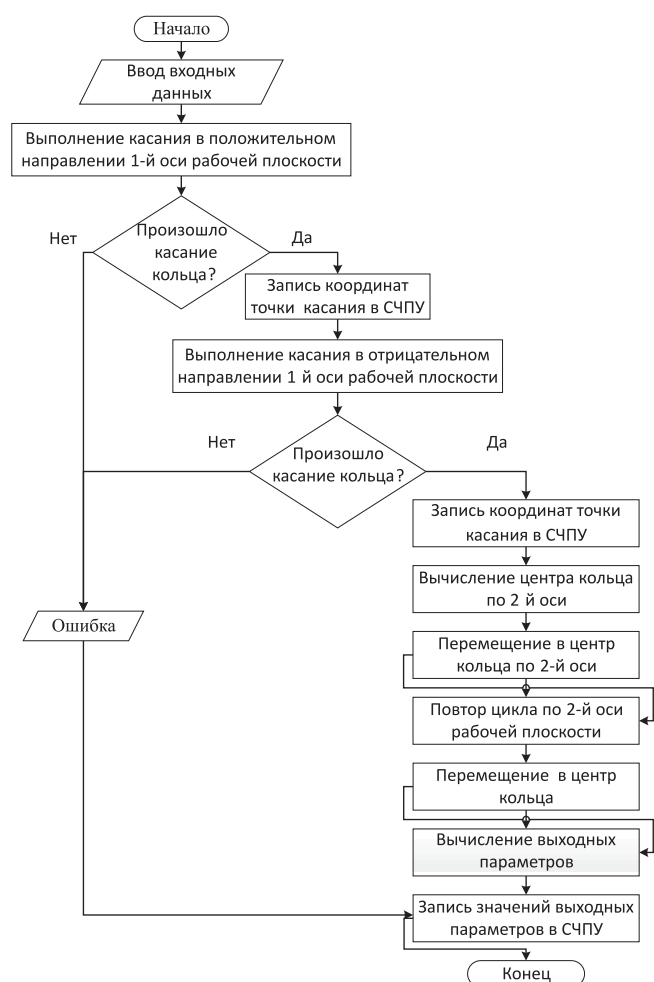 Начало
Ввод входных
данных
Выполнение касания в положительном
направлении 1-й оси рабочей плоскости
Произошло
касание
кольца?
Нет
Да
Запись координат
точки касания в СЧПУ
Выполнение касания в отрицательном
направлении 1 й оси рабочей плоскости
Произошло
касание кольца?
Нет
Да
Запись координат точки
касания в СЧПУ
Вычисление центра кольца
по 2 й оси
Ошибка
Перемещение в центр
кольца по 2-й оси
Повтор цикла по 2-й оси
рабочей плоскости
Перемещение в центр
кольца
Вычисление выходных
параметров
Запись значений выходных
параметров в СЧПУ
Конец